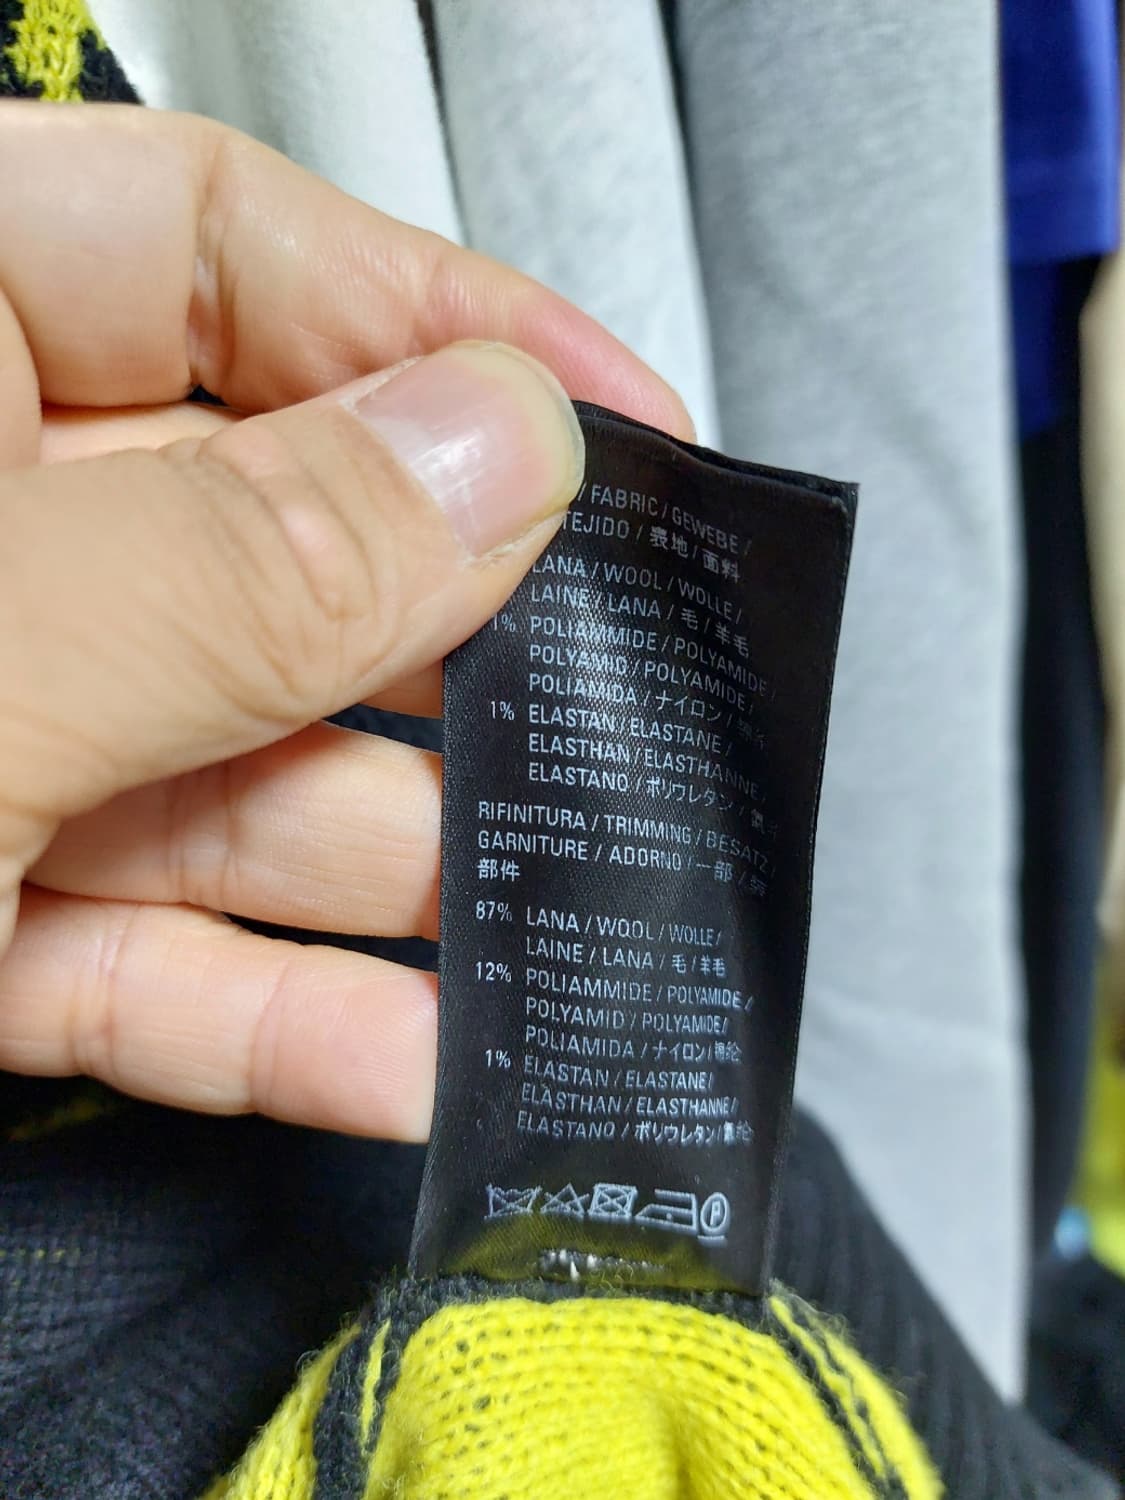 / FABRIC / GEWEBE /
TEJIDO / 表地 / 面料
LANA / WOOL / WOLLE /
LAINE / LANA / 毛 / 羊毛
1% POLIAMMIDE / POLYAMIDE /
POLYAMID / POLYAMIDE /
POLIAMIDA / ナイロン /
1% ELASTAN / ELASTANE /
ELASTHAN / ELASTHANNE /
ELASTANO / ポリウレタン /
RIFINITURA / TRIMMING / BESATZ /
GARNITURE / ADORNO / 一部 /
部件
87% LANA / WOOL / WOLLE /
LAINE / LANA / 毛 / 羊毛
12% POLIAMMIDE / POLYAMIDE /
POLYAMID / POLYAMIDE /
POLIAMIDA / ナイロン / 锦纶
1% ELASTAN / ELASTANE /
ELASTHAN / ELASTHANNE /
ELASTANO / ポリウレタン / 氨纶
P